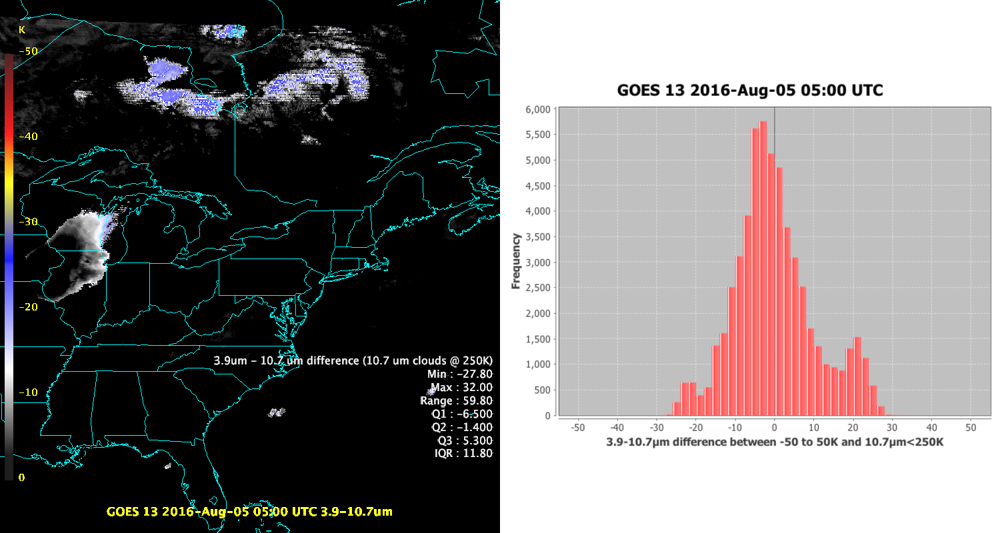 K
-50
-40
-30
-20
-10
0
3.9um - 10.7 um difference (10.7 um clouds @ 250K)
Min : -27.80
Max : 32.00
Range : 59.80
Q1 : -6.500
Q2 : -1.400
Q3 : 5.300
IQR : 11.80
GOES 13 2016-Aug-05 05:00 UTC 3.9-10.7um
GOES 13 2016-Aug-05 05:00 UTC
6,000
5,500
5,000
4,500
4,000
3,500
3,000
2,500
2,000
1,500
1,000
500
0
Frequency
-50 -40 -30 -20 -10 0 10 20 30 40 50
3.9-10.7μm difference between -50 to 50K and 10.7μm<250K